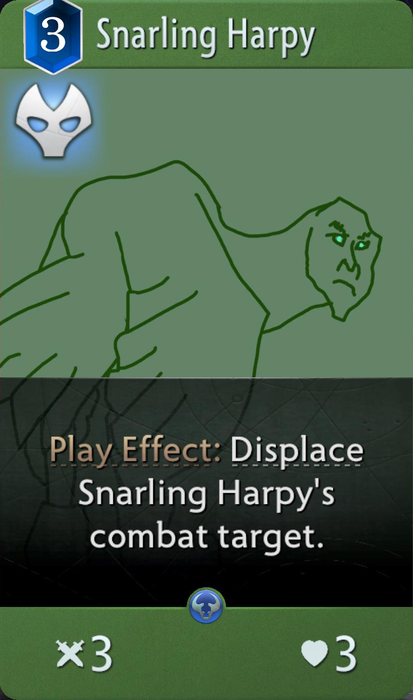 3 Snarling Harpy
Play Effect: Displace
Snarling Harpy's
combat target.
3 3